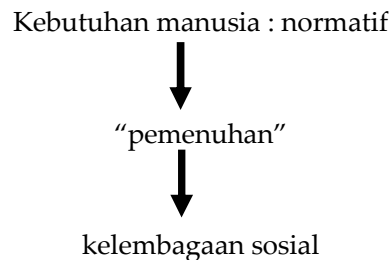 Kebutuhan manusia : normatif
“pemenuhan”
kelembagaan sosial